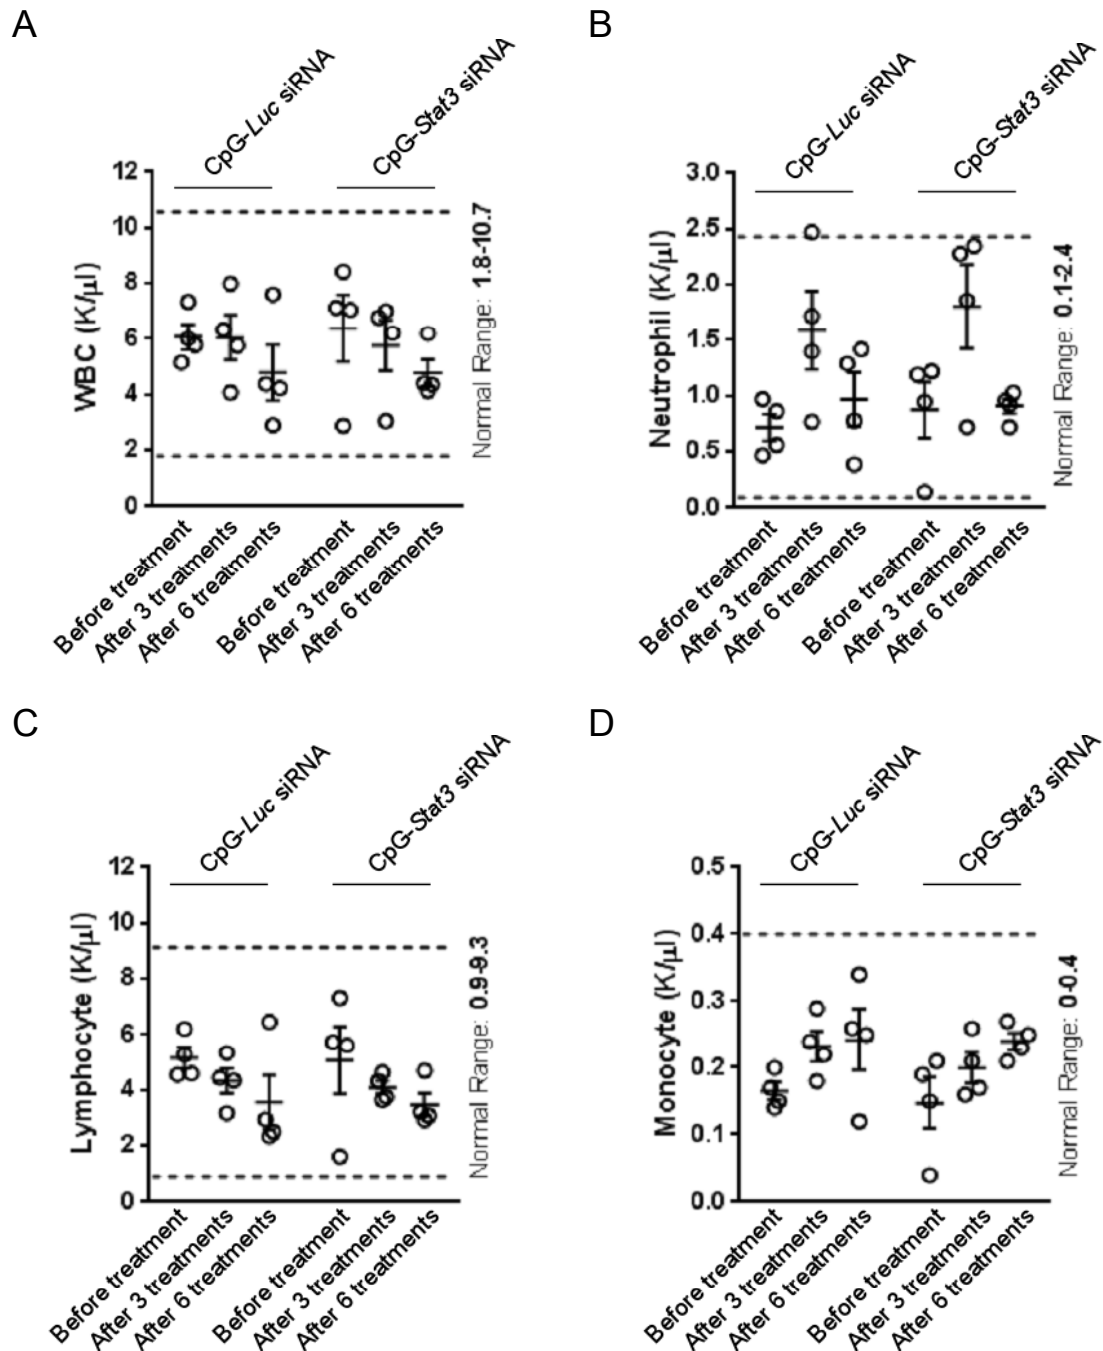 A
CpG-Luc siRNA
CpG-Stat3 siRNA
WBC (K/μl)
12
10
8
6
4
2
0
Normal Range: 1.8-10.7
Before treatment
After 3 treatments
After 6 treatments
Before treatment
After 3 treatments
After 6 treatments
B
CpG-Luc siRNA
CpG-Stat3 siRNA
Neutrophil (K/μl)
3.0
2.5
2.0
1.5
1.0
0.5
0.0
Normal Range: 0.1-2.4
Before treatment
After 3 treatments
After 6 treatments
Before treatment
After 3 treatments
After 6 treatments
C
CpG-Luc siRNA
CpG-Stat3 siRNA
Lymphocyte (K/μl)
12
10
8
6
4
2
0
Normal Range: 0.9-9.3
Before treatment
After 3 treatments
After 6 treatments
Before treatment
After 3 treatments
After 6 treatments
D
CpG-Luc siRNA
CpG-Stat3 siRNA
Monocyte (K/μl)
0.5
0.4
0.3
0.2
0.1
0.0
Normal Range: 0-0.4
Before treatment
After 3 treatments
After 6 treatments
Before treatment
After 3 treatments
After 6 treatments